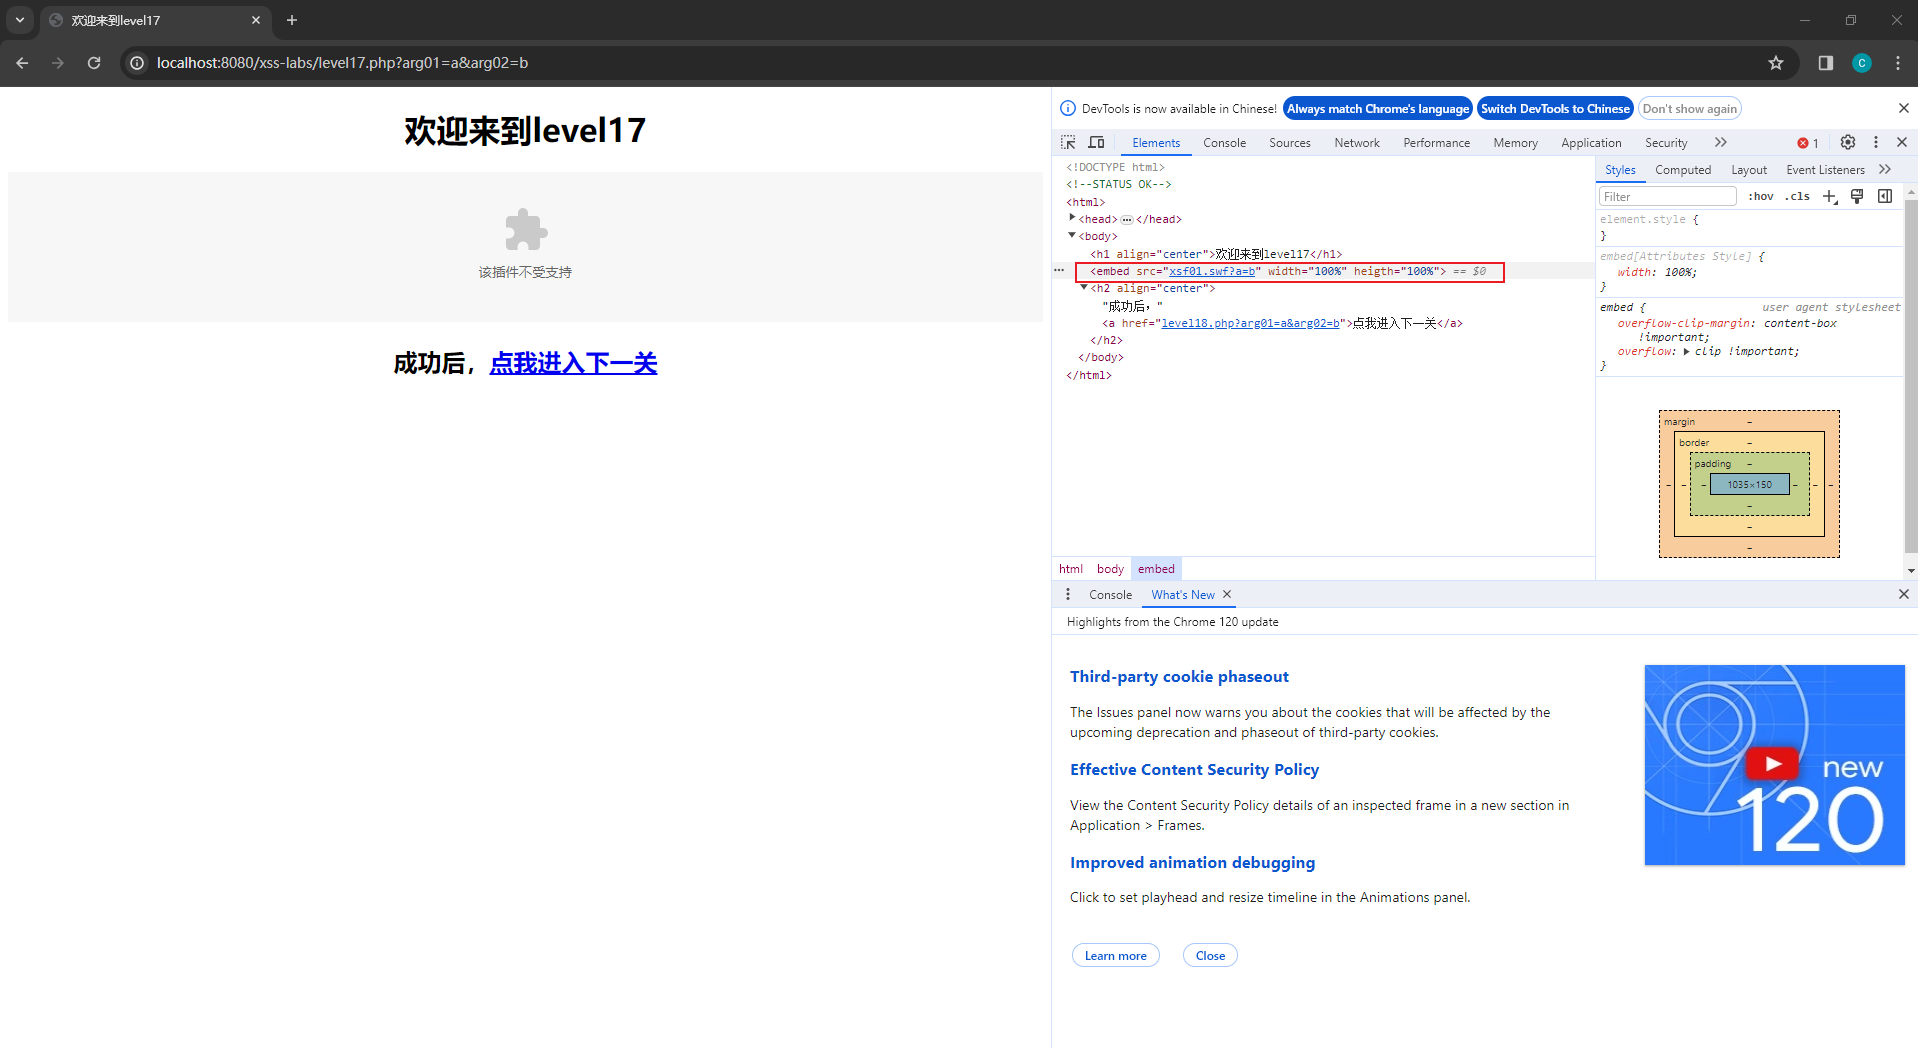 欢迎来到level17
localhost:8080/xss-labs/level17.php?arg01=a&arg02=b
C
欢迎来到level17
该插件不受支持
成功后，点我进入下一关
DevTools is now available in Chinese! Always match Chrome's language Switch DevTools to Chinese Don't show again
Elements Console Sources Network Performance Memory Application Security 1
<!DOCTYPE html>
<!--STATUS OK-->
<html>
<head> … </head>
<body>
<h1 align="center">欢迎来到level17</h1>
<embed src="xsf01.swf?a=b" width="100%" heigth="100%"> == $0
<h2 align="center">
"成功后，"
<a href="level18.php?arg01=a&arg02=b">点我进入下一关</a>
</h2>
</body>
</html>
html body embed
Styles Computed Layout Event Listeners
Filter :hov .cls
element.style {
}
embed[Attributes Style] {
width: 100%;
}
embed { user agent stylesheet
overflow-clip-margin: content-box
!important;
overflow: clip !important;
}
margin –
border –
padding –
– – – 1035×150 – – –
–
–
–
Console What's New
Highlights from the Chrome 120 update
Third-party cookie phaseout
The Issues panel now warns you about the cookies that will be affected by the
upcoming deprecation and phaseout of third-party cookies.
Effective Content Security Policy
View the Content Security Policy details of an inspected frame in a new section in
Application > Frames.
Improved animation debugging
Click to set playhead and resize timeline in the Animations panel.
Learn more Close
new
120